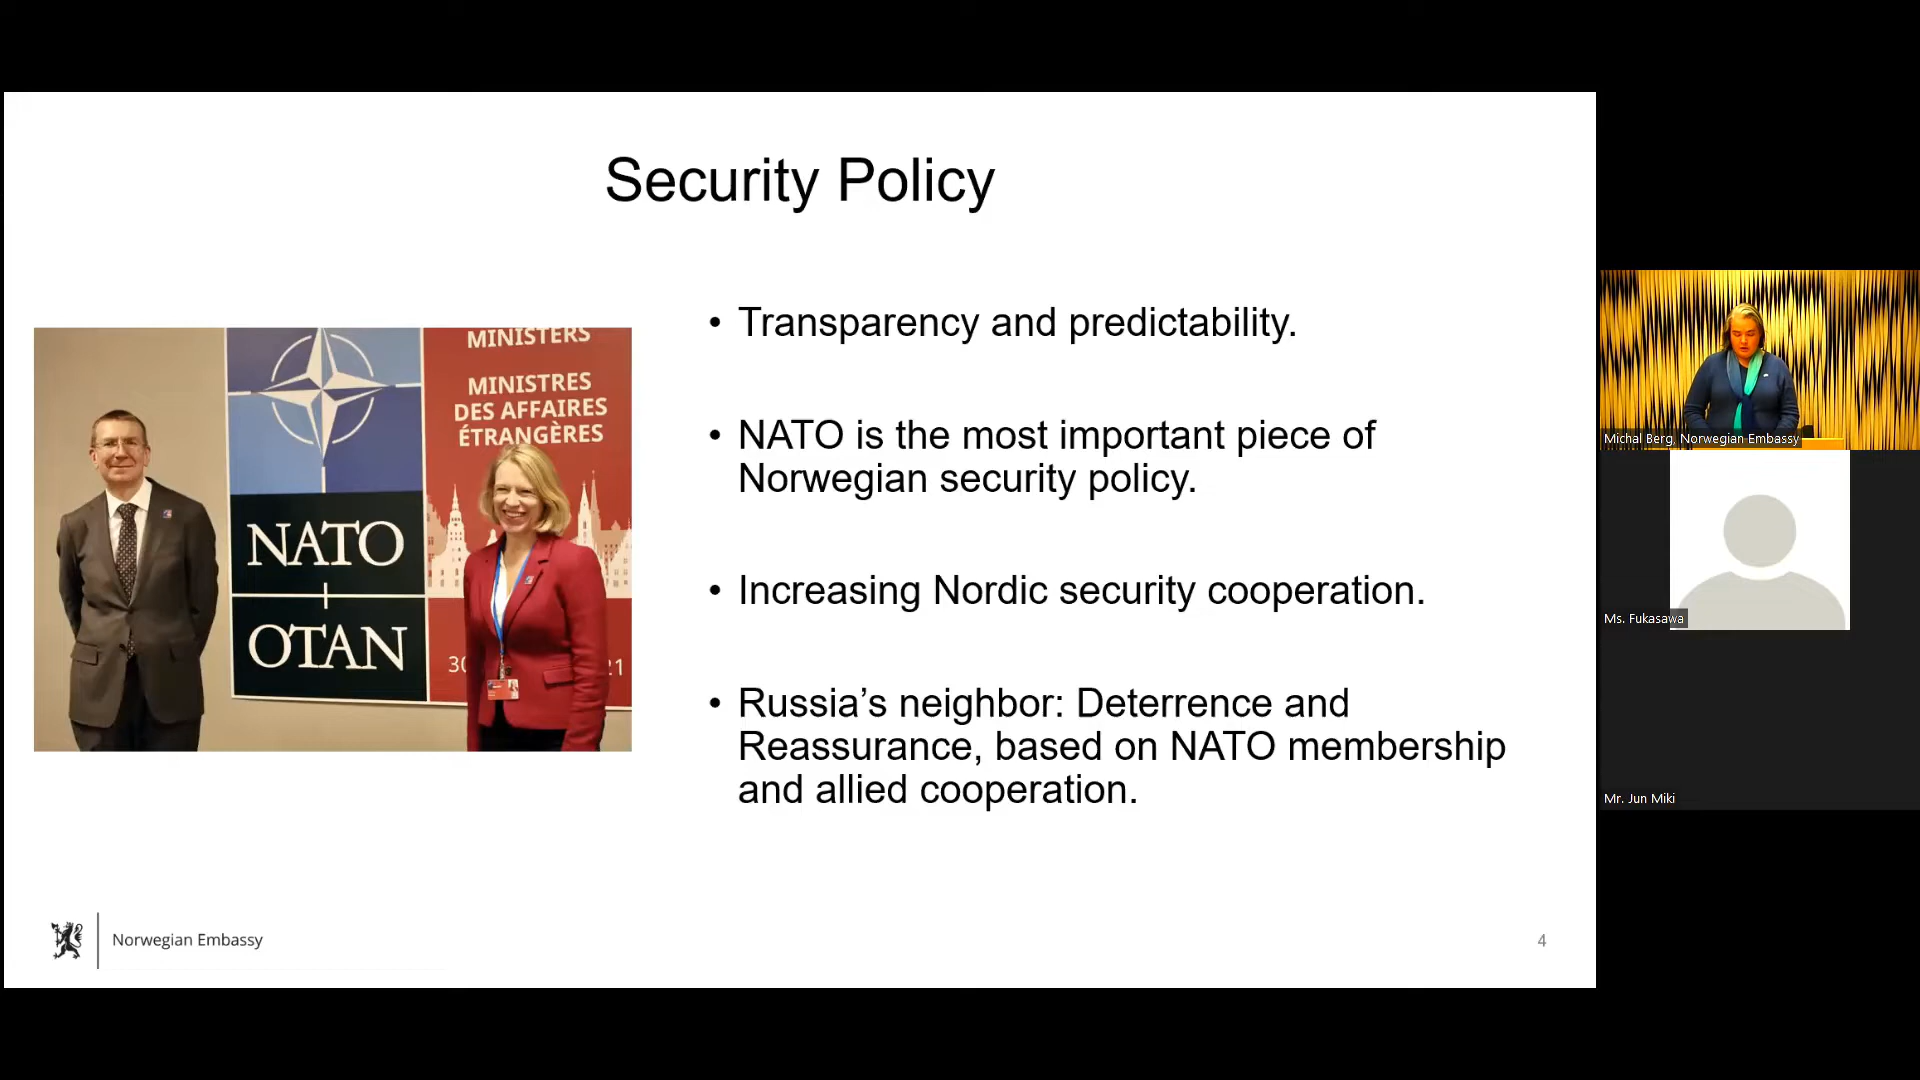 Security Policy
MINISTERS
MINISTRES
DES AFFAIRES
ÉTRANGÈRES
NATO
OTAN
30
21
• Transparency and predictability.
• NATO is the most important piece of
Norwegian security policy.
• Increasing Nordic security cooperation.
• Russia’s neighbor: Deterrence and
Reassurance, based on NATO membership
and allied cooperation.
Norwegian Embassy
4
Michal Berg, Norwegian Embassy
Ms. Fukasawa
Mr. Jun Miki